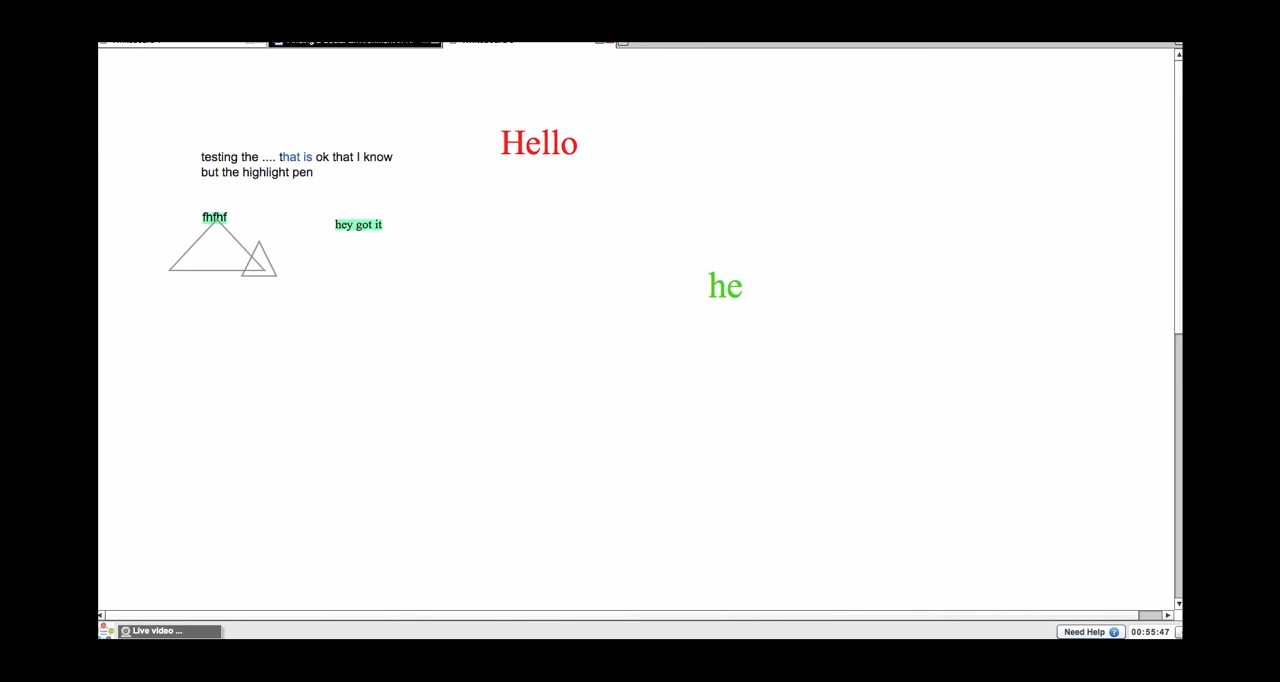 testing the .... that is ok that I know
but the highlight pen
Hello
fhfhf
hey got it
he
Live video ...
Need Help ?
00:55:47